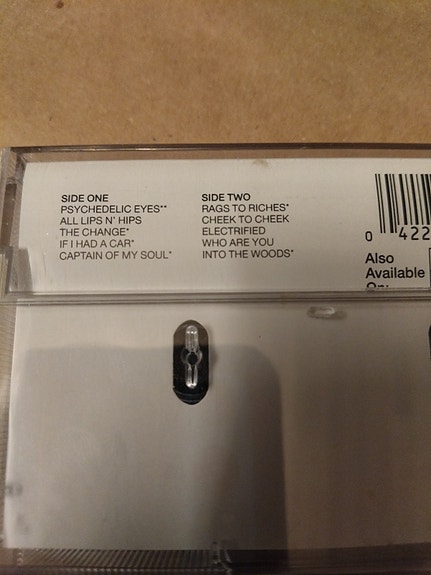 SIDE ONE
PSYCHEDELIC EYES**
ALL LIPS N' HIPS
THE CHANGE*
IF I HAD A CAR*
CAPTAIN OF MY SOUL*
SIDE TWO
RAGS TO RICHES*
CHEEK TO CHEEK
ELECTRIFIED
WHO ARE YOU
INTO THE WOODS*
0 422
Also
Available
On: